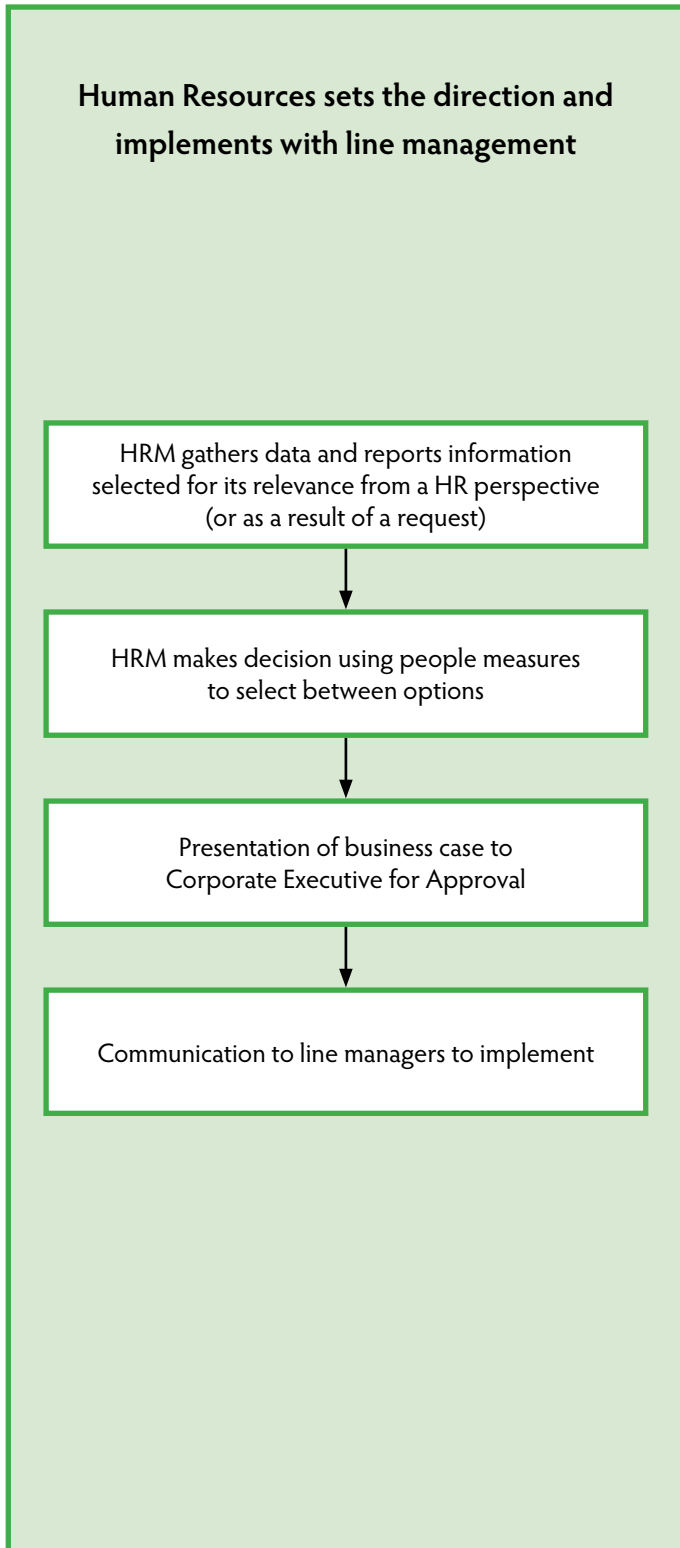 Human Resources sets the direction and
implements with line management
HRM gathers data and reports information
selected for its relevance from a HR perspective
(or as a result of a request)
HRM makes decision using people measures
to select between options
Presentation of business case to
Corporate Executive for Approval
Communication to line managers to implement